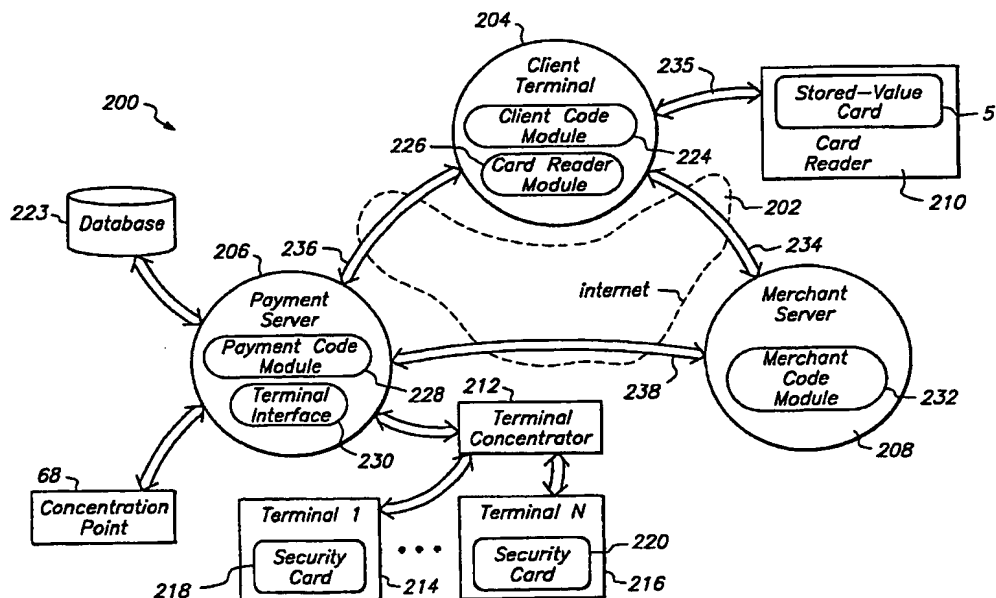 204
Client
Terminal
Client Code
Module
226
Card Reader
Module
224
235
Stored-Value
Card
5
Card
Reader
210
200
223
Database
236
202
234
internet
206
Payment
Server
Payment Code
Module
228
Terminal
Interface
230
238
Merchant
Server
Merchant
Code
Module
232
208
212
Terminal
Concentrator
68
Concentration
Point
Terminal 1
Security
Card
218
214
• • •
Terminal N
Security
Card
220
216